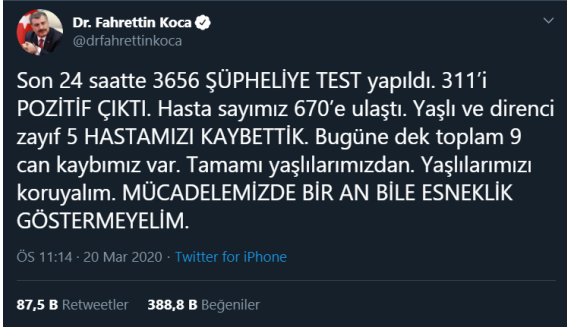 Dr. Fahrettin Koca
@drfahrettinkoca
Son 24 saatte 3656 ŞÜPHELİYE TEST yapıldı. 311’i
POZİTİF ÇIKTI. Hasta sayımız 670’e ulaştı. Yaşlı ve direnci
zayıf 5 HASTAMIZI KAYBETTİK. Bugüne dek toplam 9
can kaybımız var. Tamamı yaşlılarımızdan. Yaşlılarımızı
koruyalım. MÜCADELEMİZDE BİR AN BİLE ESNEKLİK
GÖSTERMEYELİM.
ÖS 11:14 · 20 Mar 2020 · Twitter for iPhone
87,5 B Retweetler 388,8 B Beğeniler